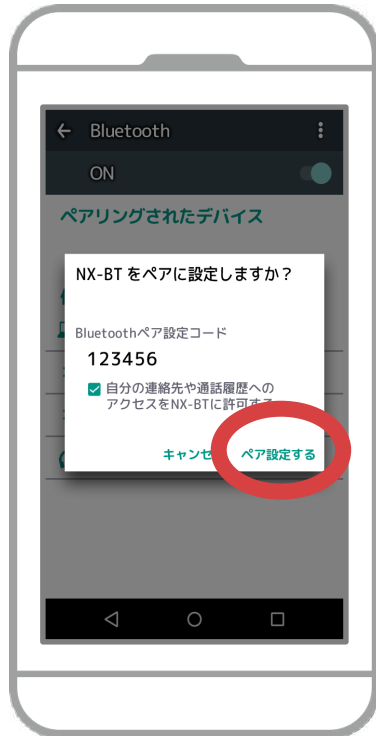 Bluetooth
ON
ペアリングされたデバイス
NX-BT をペアに設定しますか？
Bluetoothペア設定コード
123456
自分の連絡先や通話履歴への
アクセスをNX-BTに許可する
キャンセ
ペア設定する